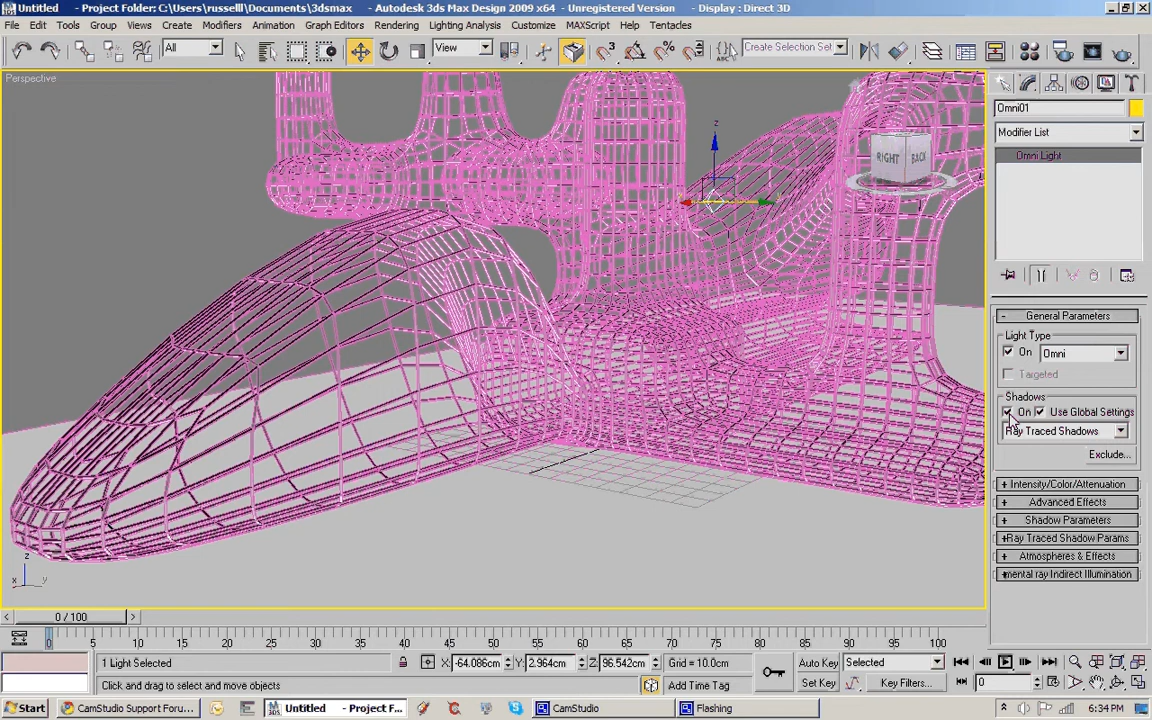 Untitled - Project Folder: C:\Users\russelll\Documents\3dsmax - Autodesk 3ds Max Design 2009 x64 - Unregistered Version - Display : Direct 3D
File Edit Tools Group Views Create Modifiers Animation Graph Editors Rendering Lighting Analysis Customize MAXScript Help Tentacles
All View ABC Create Selection Set
Perspective
Omni01
Modifier List
Omni Light
z
RIGHT BACK
- General Parameters
Light Type
On Omni
Targeted
Shadows
On Use Global Settings
Ray Traced Shadows
Exclude...
+ Intensity/Color/Attenuation
+ Advanced Effects
+ Shadow Parameters
+ Ray Traced Shadow Params
+ Atmospheres & Effects
+ mental ray Indirect Illumination
z
x y
< 0 / 100 >
0 5 10 15 20 25 30 35 40 45 50 55 60 65 70 75 80 85 90 95 100
1 Light Selected X: -64.086cm Y: 2.964cm Z: 96.542cm Grid = 10.0cm Auto Key Selected
Click and drag to select and move objects Add Time Tag Set Key Key Filters... 0
Start CamStudio Support Foru... Untitled - Project F... CamStudio Flashing 6:34 PM